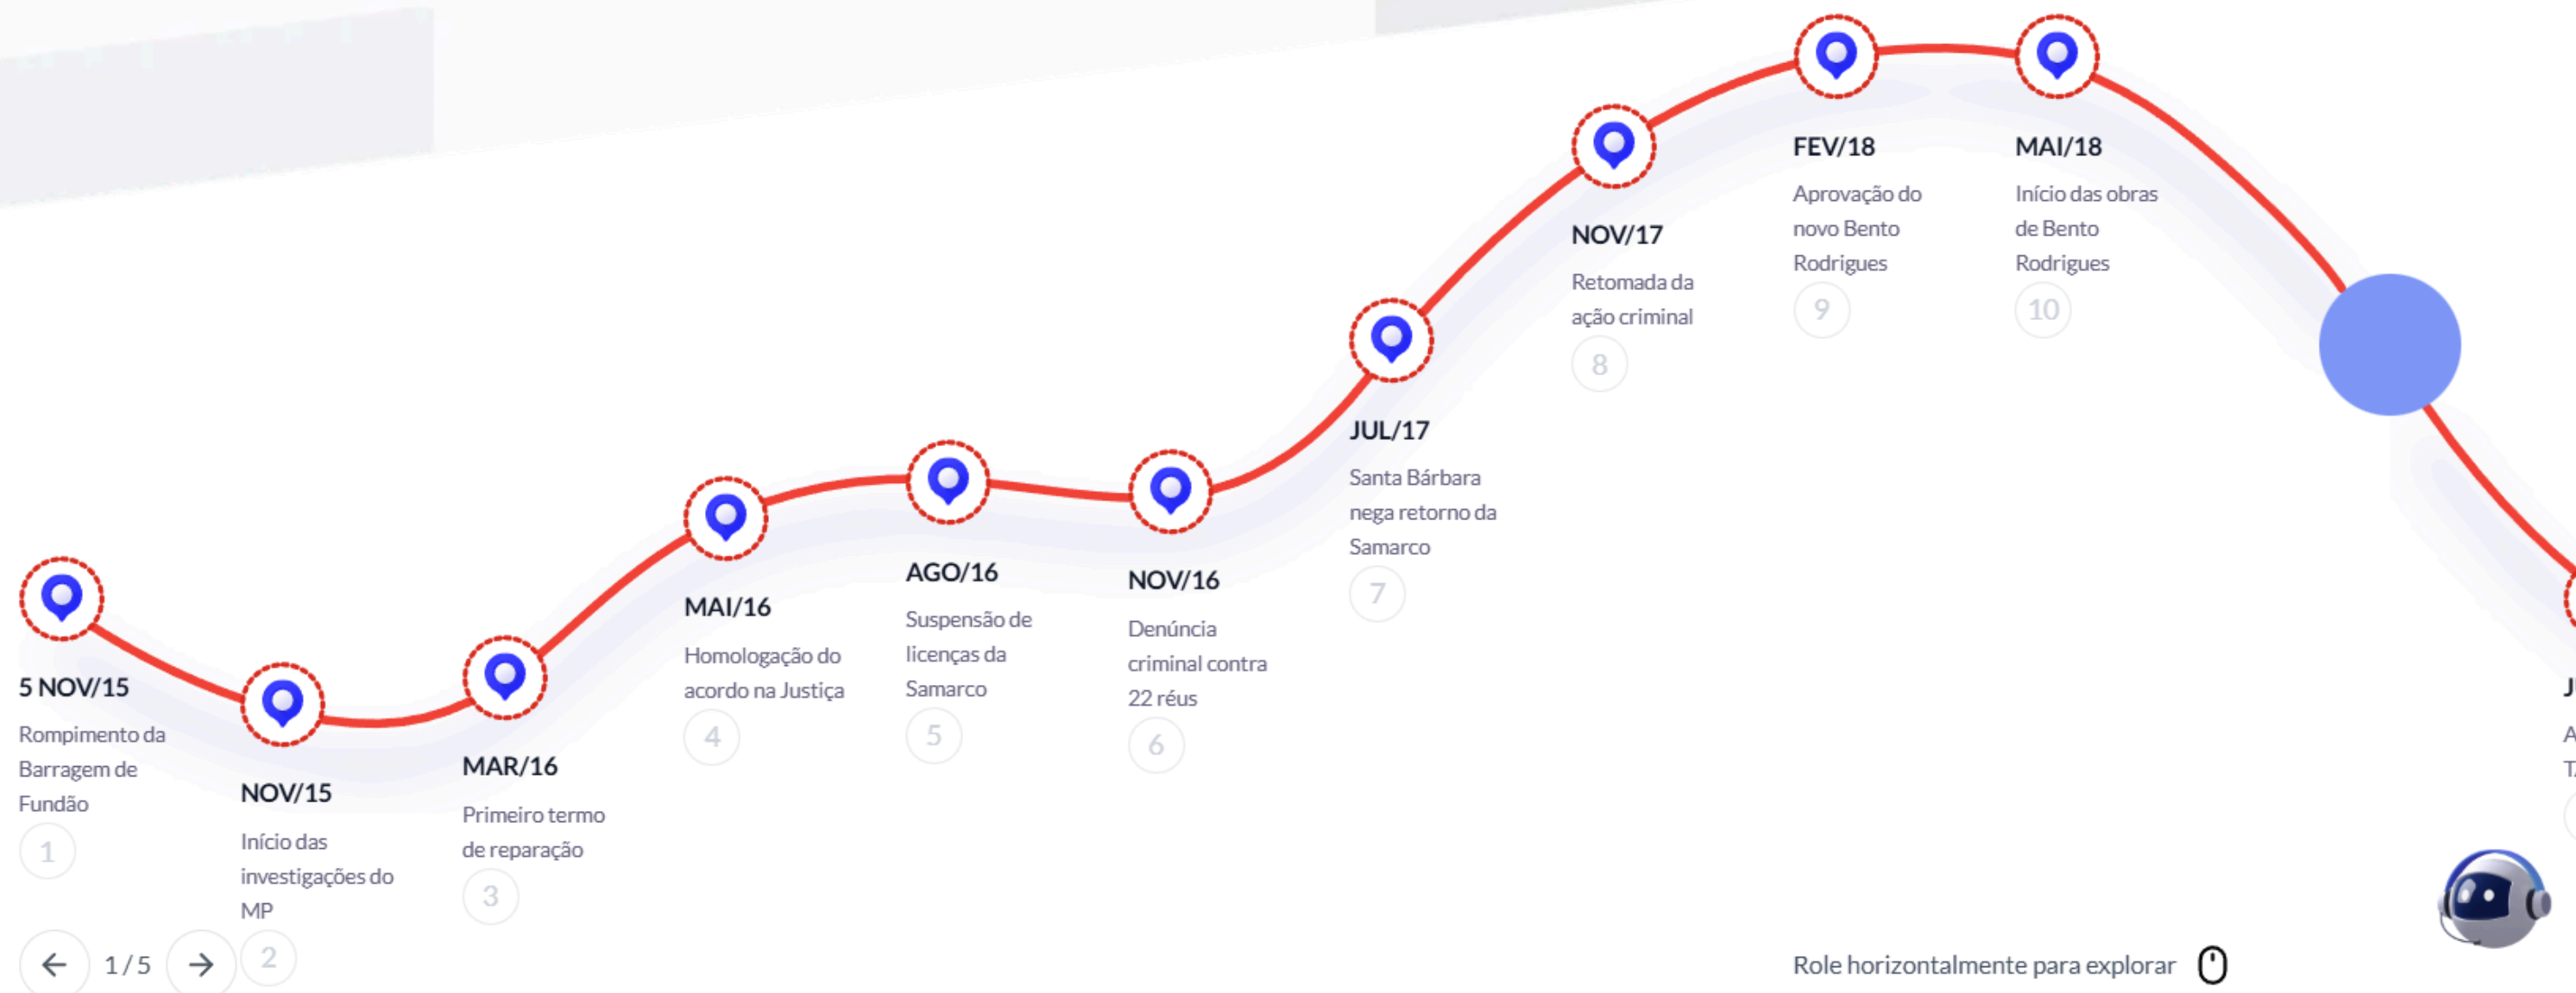 5 NOV/15
Rompimento da
Barragem de
Fundão
1
NOV/15
Início das
investigações do
MP
2
MAR/16
Primeiro termo
de reparação
3
MAI/16
Homologação do
acordo na Justiça
4
AGO/16
Suspensão de
licenças da
Samarco
5
NOV/16
Denúncia
criminal contra
22 réus
6
JUL/17
Santa Bárbara
nega retorno da
Samarco
7
NOV/17
Retomada da
ação criminal
8
FEV/18
Aprovação do
novo Bento
Rodrigues
9
MAI/18
Início das obras
de Bento
Rodrigues
10
1 / 5
Role horizontalmente para explorar